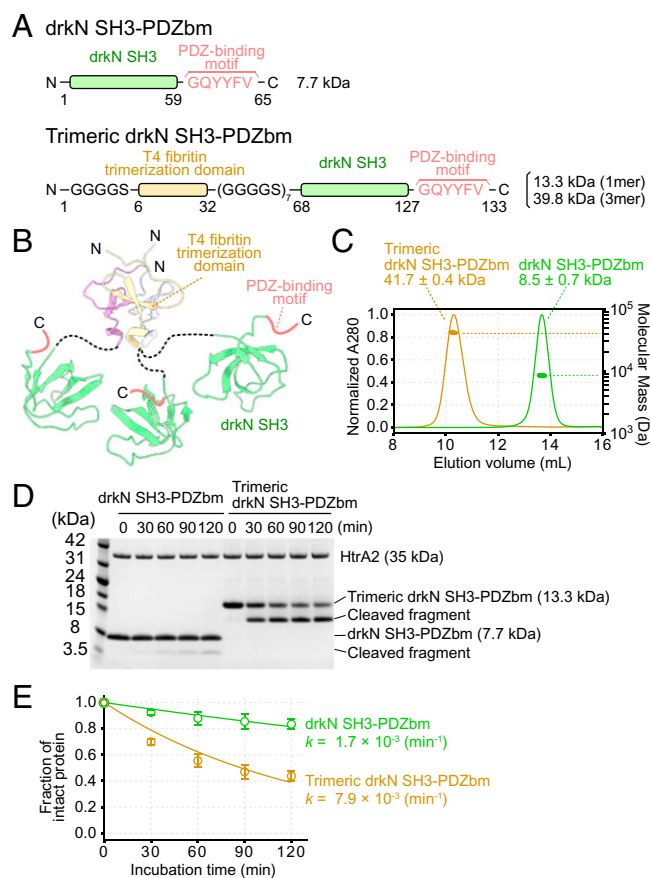 A
drkN SH3-PDZbm
drkN SH3
PDZ-binding
motif
N
GQYYFV
C
7.7 kDa
1
59
65
Trimeric drkN SH3-PDZbm
T4 fibritin
trimerization domain
drkN SH3
PDZ-binding
motif
N-GGGGS
(GGGGS)7
GQYYFV
C
13.3 kDa (1mer)
39.8 kDa (3mer)
1
6
32
68
127
133
B
N
N
N
T4 fibritin
trimerization
domain
PDZ-binding
motif
C
C
C
drkN SH3
C
Trimeric
drkN SH3-PDZbm
41.7 ± 0.4 kDa
drkN SH3-PDZbm
8.5 ± 0.7 kDa
Normalized A280
1.0
0.8
0.6
0.4
0.2
0.0
10^5
10^4
10^3
Molecular Mass (Da)
8
10
12
14
16
Elution volume (mL)
D
drkN SH3-PDZbm
Trimeric
drkN SH3-PDZbm
(kDa)
0 30 60 90 120
0 30 60 90 120 (min)
42
31
24
18
15
8
3.5
HtrA2 (35 kDa)
Trimeric drkN SH3-PDZbm (13.3 kDa)
Cleaved fragment
drkN SH3-PDZbm (7.7 kDa)
Cleaved fragment
E
Fraction of
intact protein
1.0
0.8
0.6
0.4
0.2
0.0
drkN SH3-PDZbm
k = 1.7 × 10^-3 (min^-1)
Trimeric drkN SH3-PDZbm
k = 7.9 × 10^-3 (min^-1)
0
30
60
90
120
Incubation time (min)